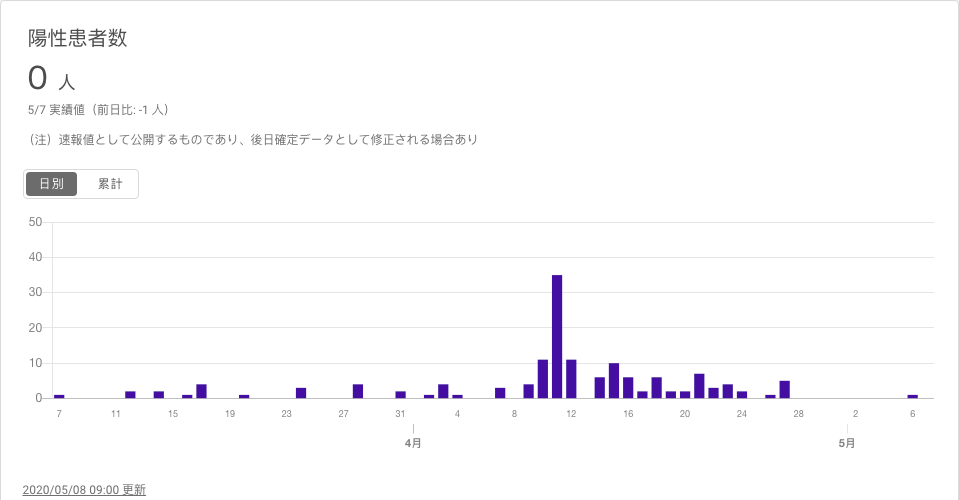 陽性患者数
0 人
5/7 実績値（前日比: -1 人）
（注）速報値として公開するものであり、後日確定データとして修正される場合あり
日別 累計
50
40
30
20
10
0
7 11 15 19 23 27 31 4 8 12 16 20 24 28 2 6
4月 5月
2020/05/08 09:00 更新